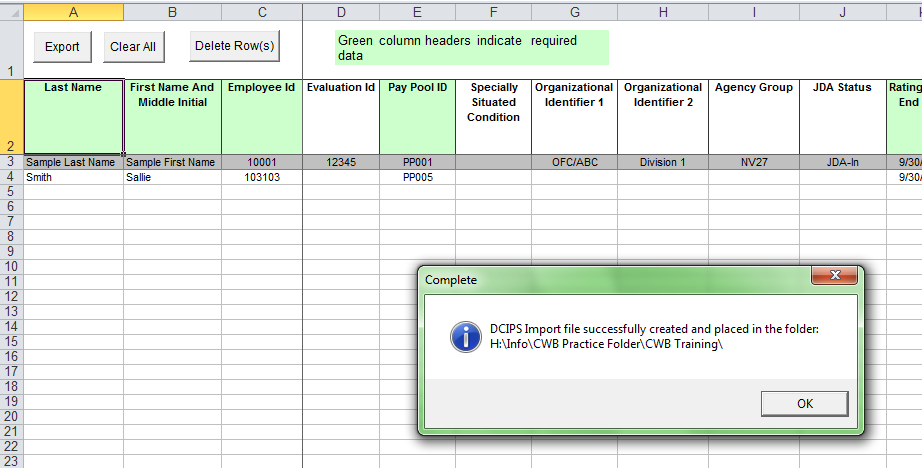 A B C D E F G H I J
Export Clear All Delete Row(s) Green column headers indicate required
data
1
Last Name First Name And Employee Id Evaluation Id Pay Pool ID Specially Organizational Organizational Agency Group JDA Status Rating
Middle Initial Situated Identifier 1 Identifier 2 End
Condition
2
3 Sample Last Name Sample First Name 10001 12345 PP001 OFC/ABC Division 1 NV27 JDA-In 9/30/
4 Smith Sallie 103103 PP005 9/30/
5
6
7
8
9
10
11
12
13
14
15
16
17
18
19
20
21
22
23
Complete
DCIPS Import file successfully created and placed in the folder:
H:\Info\CWB Practice Folder\CWB Training\
OK